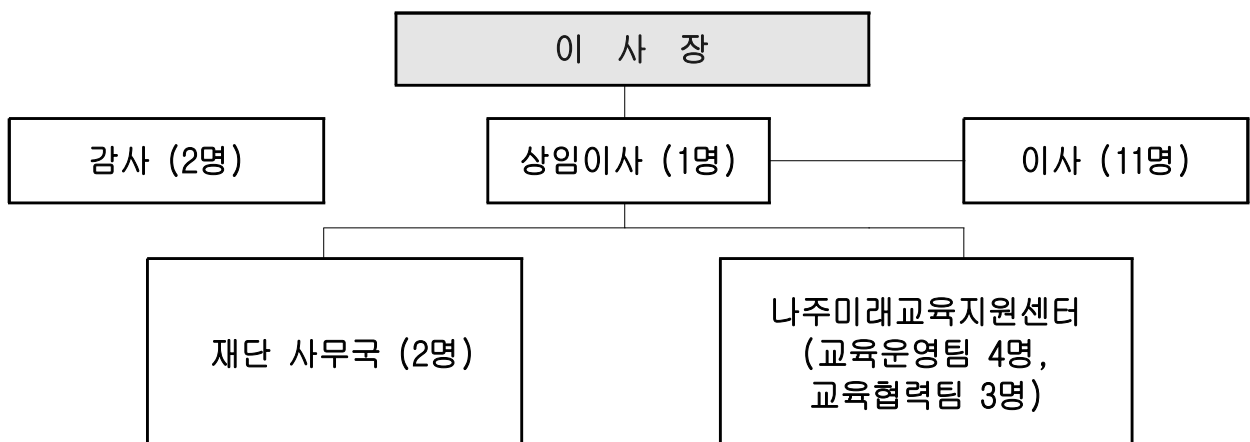 이 사 장
감사 (2명)
상임이사 (1명)
이사 (11명)
재단 사무국 (2명)
나주미래교육지원센터
(교육운영팀 4명,
교육협력팀 3명)